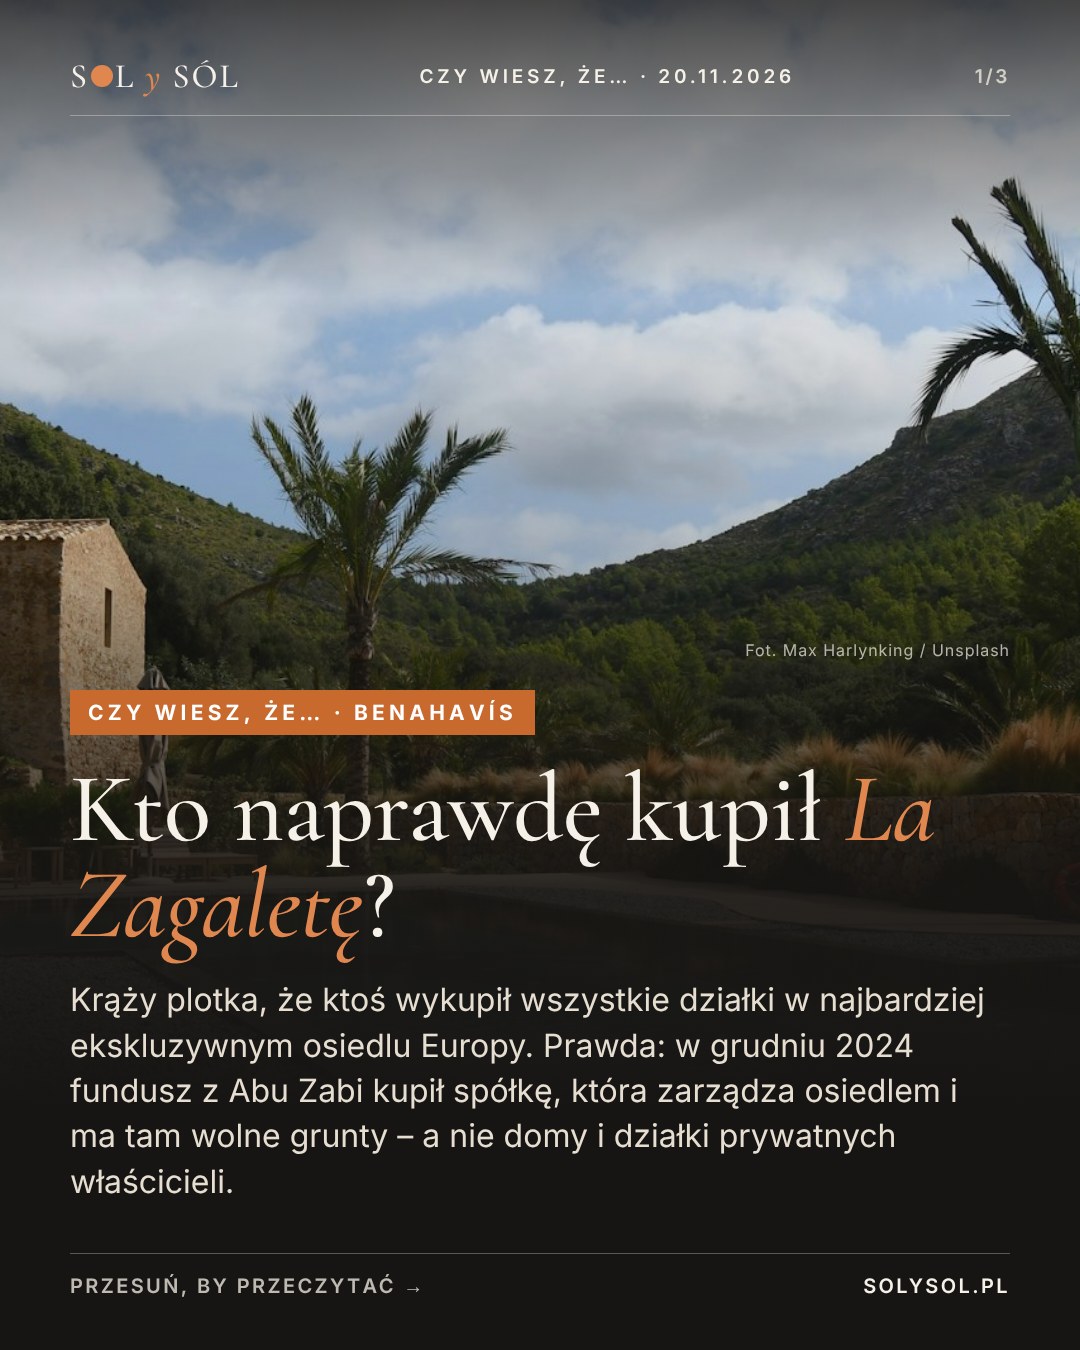 SOL y SÓL
CZY WIESZ, ŻE… · 20.11.2026
1/3
Fot. Max Harlynking / Unsplash
CZY WIESZ, ŻE… · BENAHAVÍS
Kto naprawdę kupił La
Zagaletę?
Krąży plotka, że ktoś wykupił wszystkie działki w najbardziej
ekskluzywnym osiedlu Europy. Prawda: w grudniu 2024
fundusz z Abu Zabi kupił spółkę, która zarządza osiedlem i
ma tam wolne grunty – a nie domy i działki prywatnych
właścicieli.
PRZESUŃ, BY PRZECZYTAĆ →
SOLYSOL.PL